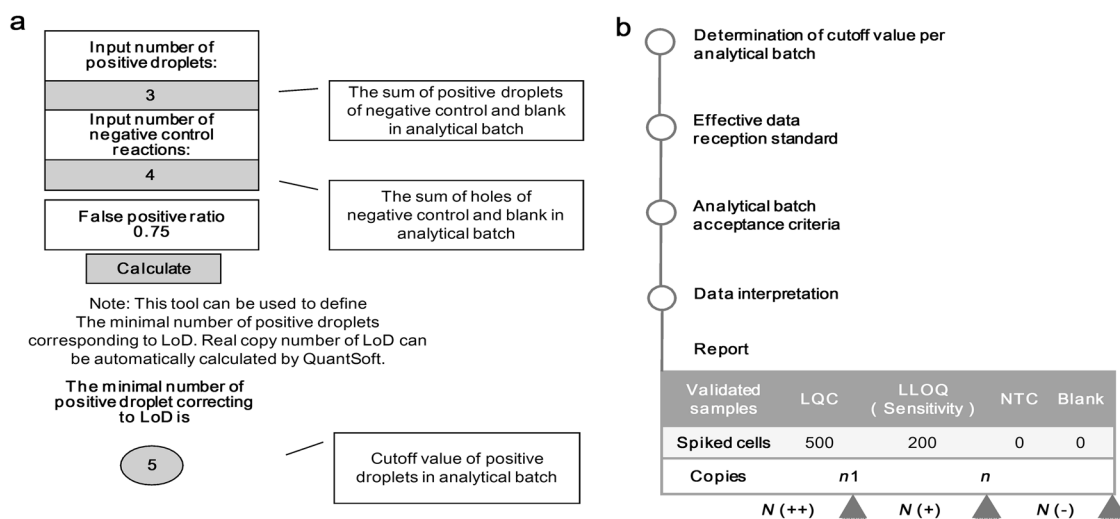 a
Input number of
positive droplets:
3
Input number of
negative control
reactions:
4
False positive ratio
0.75
Calculate
The sum of positive droplets
of negative control and blank
in analytical batch
The sum of holes of
negative control and blank in
analytical batch
Note: This tool can be used to define
The minimal number of positive droplets
corresponding to LoD. Real copy number of LoD can
be automatically calculated by QuantSoft.
The minimal number of
positive droplet correcting
to LoD is
5
Cutoff value of positive
droplets in analytical batch
b
Determination of cutoff value per
analytical batch
Effective data
reception standard
Analytical batch
acceptance criteria
Data interpretation
Report
Validated samples LQC LLOQ ( Sensitivity ) NTC Blank
Spiked cells 500 200 0 0
Copies n1 n
N (++) N (+) N (-)